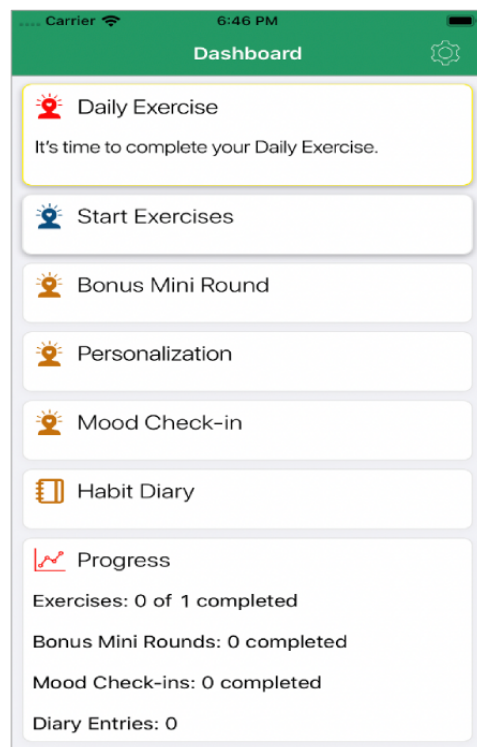 Carrier 6:46 PM
Dashboard
Daily Exercise
It's time to complete your Daily Exercise.
Start Exercises
Bonus Mini Round
Personalization
Mood Check-in
Habit Diary
Progress
Exercises: 0 of 1 completed
Bonus Mini Rounds: 0 completed
Mood Check-ins: 0 completed
Diary Entries: 0